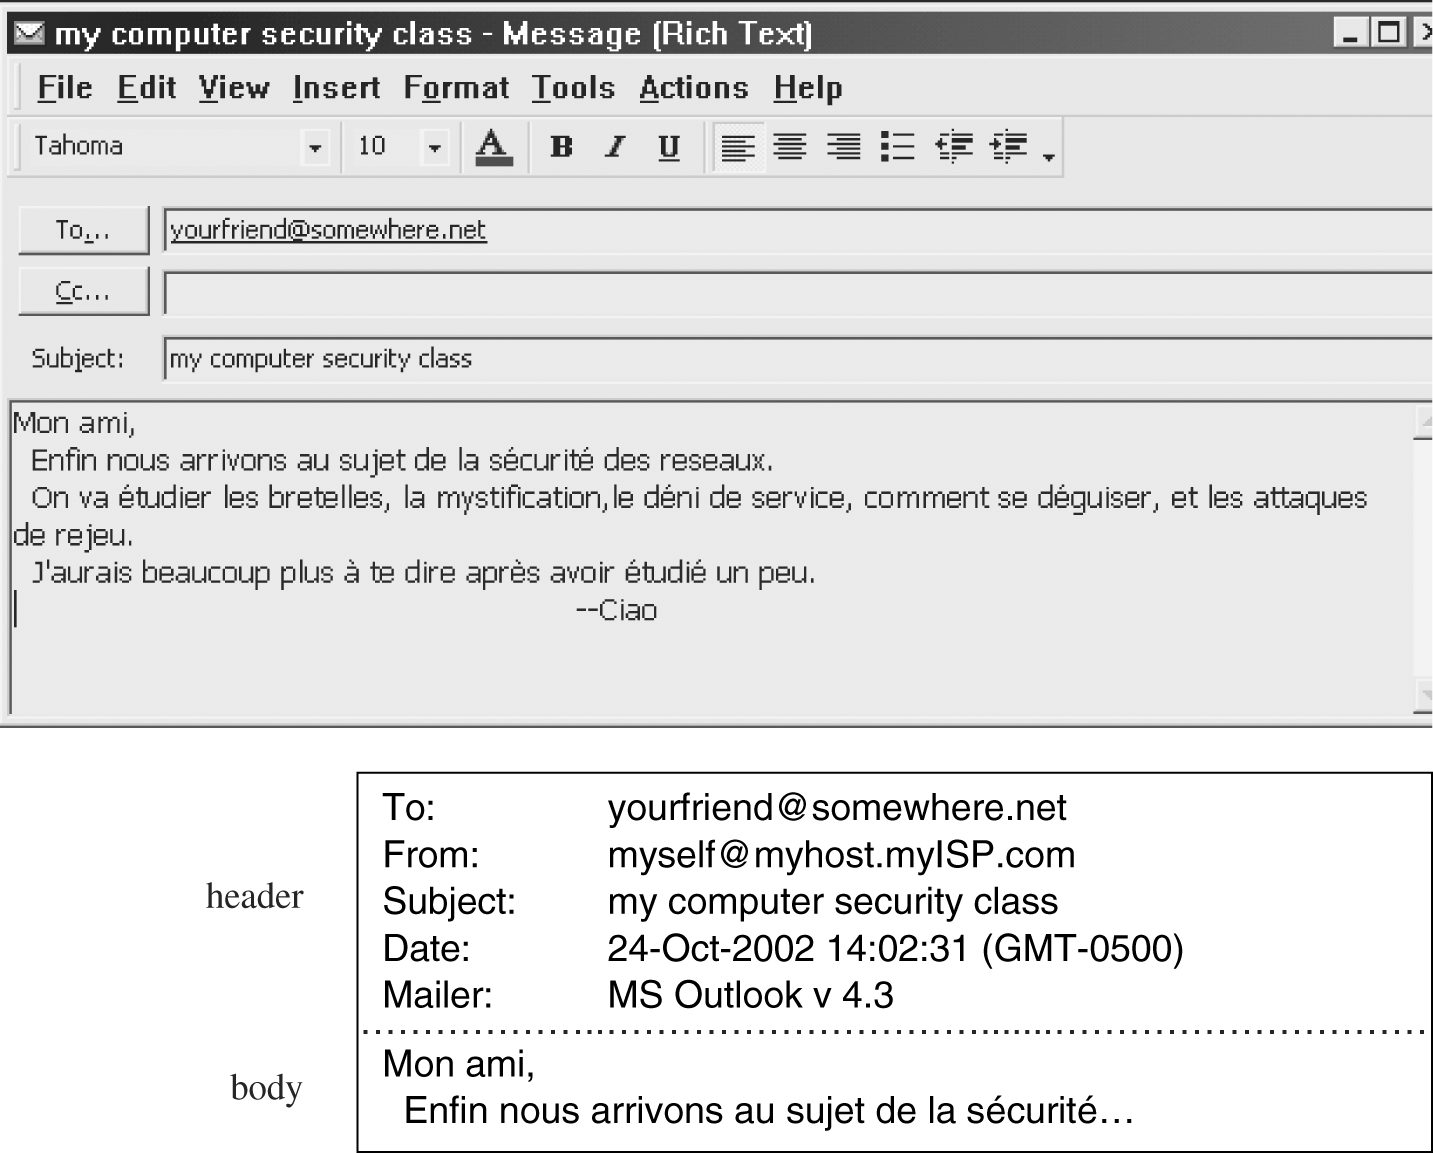 my computer security class - Message (Rich Text)
File Edit View Insert Format Tools Actions Help
Tahoma 10 A B I U
To... yourfriend@somewhere.net
Cc...
Subject: my computer security class
Mon ami,
Enfin nous arrivons au sujet de la sécurité des reseaux.
On va étudier les bretelles, la mystification,le déni de service, comment se déguiser, et les attaques
de rejeu.
J'aurais beaucoup plus à te dire après avoir étudié un peu.
--Ciao
header
To: yourfriend@somewhere.net
From: myself@myhost.myISP.com
Subject: my computer security class
Date: 24-Oct-2002 14:02:31 (GMT-0500)
Mailer: MS Outlook v 4.3
body
Mon ami,
Enfin nous arrivons au sujet de la sécurité…